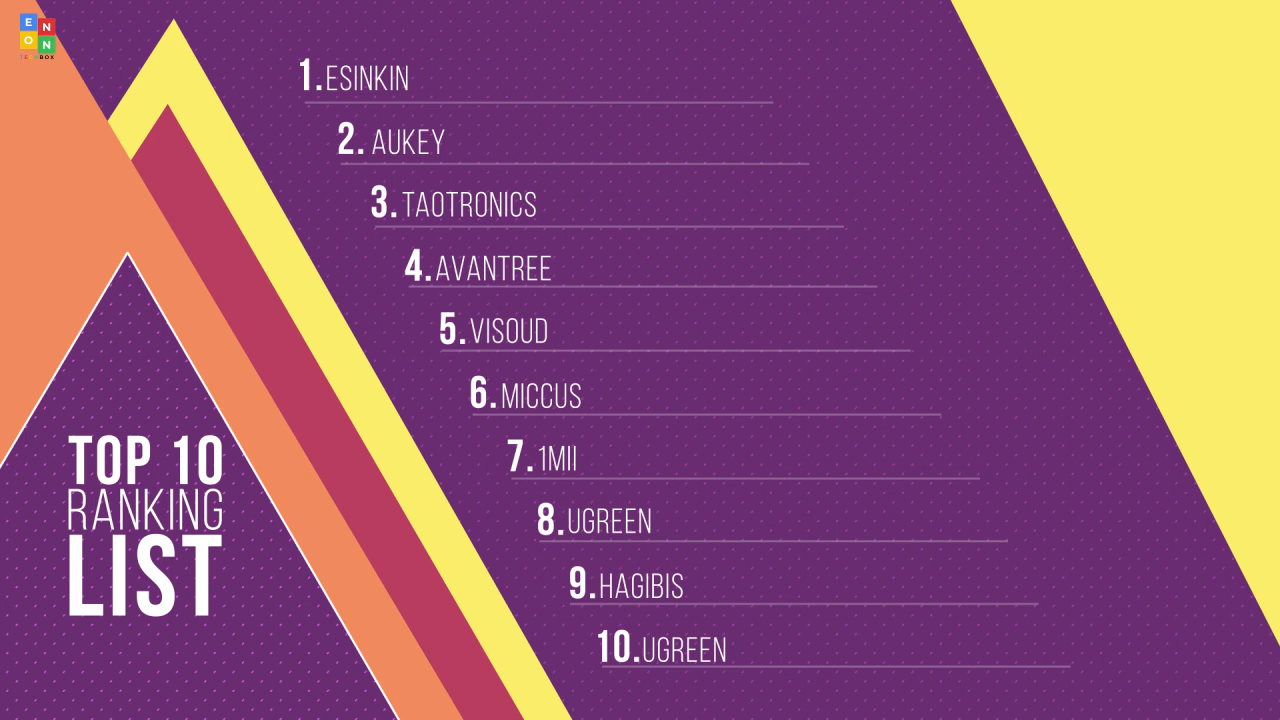 E N
O N
TECHBOX
1. ESINKIN
2. AUKEY
3. TAOTRONICS
4. AVANTREE
5. VISOUD
6. MICCUS
7. 1MII
8. UGREEN
9. HAGIBIS
10. UGREEN
TOP 10
RANKING
LIST